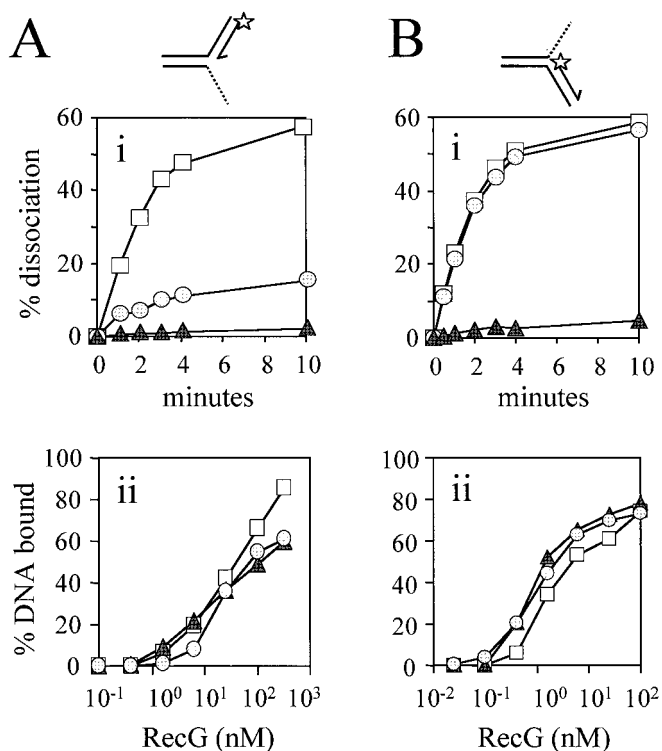 A B
60 60
i i
40 40
20 20
0 0
% dissociation
0 2 4 6 8 10 0 2 4 6 8 10
minutes minutes
100 100
ii ii
80 80
60 60
40 40
20 20
0 0
% DNA bound
10-1 100 101 102 103 10-2 10-1 100 101 102
RecG (nM) RecG (nM)